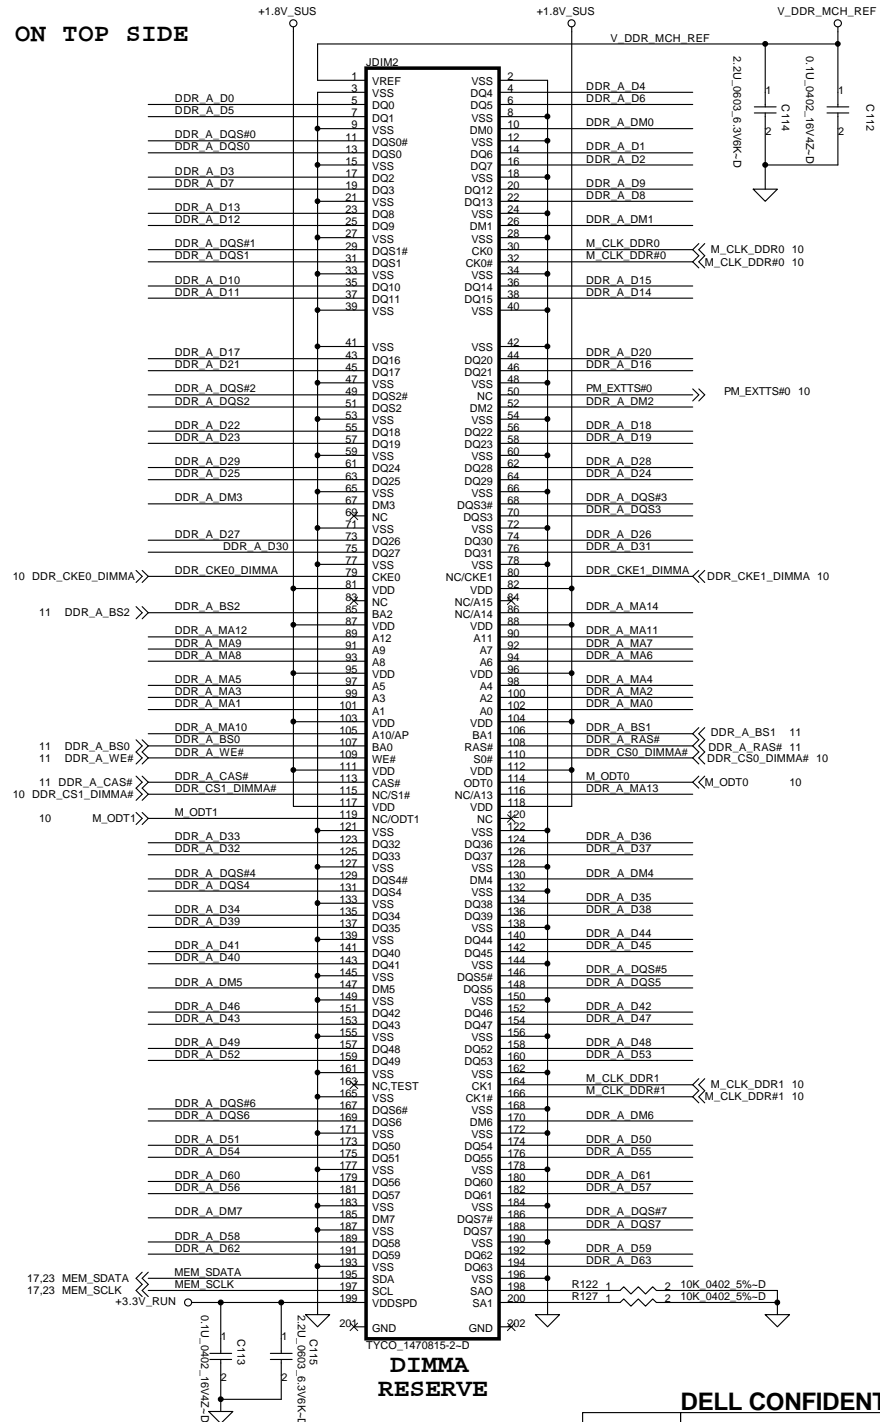 +1.8V_SUS +1.8V_SUS V_DDR_MCH_REF
ON TOP SIDE
V_DDR_MCH_REF
JDIM2
2.2U_0603_6.3V6K~D 1 2 C114
0.1U_0402_16V4Z~D 1 2 C112
1 VREF VSS 2
3 VSS DQ4 4 DDR_A_D4
DDR_A_D0 5 DQ0 DQ5 6 DDR_A_D6
DDR_A_D5 7 DQ1 VSS 8
9 VSS DM0 10 DDR_A_DM0
DDR_A_DQS#0 11 DQS0# VSS 12
DDR_A_DQS0 13 DQS0 DQ6 14 DDR_A_D1
15 VSS DQ7 16 DDR_A_D2
DDR_A_D3 17 DQ2 VSS 18
DDR_A_D7 19 DQ3 DQ12 20 DDR_A_D9
21 VSS DQ13 22 DDR_A_D8
DDR_A_D13 23 DQ8 VSS 24
DDR_A_D12 25 DQ9 DM1 26 DDR_A_DM1
27 VSS VSS 28
DDR_A_DQS#1 29 DQS1# CK0 30 M_CLK_DDR0 M_CLK_DDR0 10
DDR_A_DQS1 31 DQS1 CK0# 32 M_CLK_DDR#0 M_CLK_DDR#0 10
33 VSS VSS 34
DDR_A_D10 35 DQ10 DQ14 36 DDR_A_D15
DDR_A_D11 37 DQ11 DQ15 38 DDR_A_D14
39 VSS VSS 40
41 VSS VSS 42
DDR_A_D17 43 DQ16 DQ20 44 DDR_A_D20
DDR_A_D21 45 DQ17 DQ21 46 DDR_A_D16
47 VSS VSS 48
DDR_A_DQS#2 49 DQS2# NC 50 PM_EXTTS#0 PM_EXTTS#0 10
DDR_A_DQS2 51 DQS2 DM2 52 DDR_A_DM2
53 VSS VSS 54
DDR_A_D22 55 DQ18 DQ22 56 DDR_A_D18
DDR_A_D23 57 DQ19 DQ23 58 DDR_A_D19
59 VSS VSS 60
DDR_A_D29 61 DQ24 DQ28 62 DDR_A_D28
DDR_A_D25 63 DQ25 DQ29 64 DDR_A_D24
65 VSS VSS 66
DDR_A_DM3 67 DM3 DQS3# 68 DDR_A_DQS#3
69 NC DQS3 70 DDR_A_DQS3
71 VSS VSS 72
DDR_A_D27 73 DQ26 DQ30 74 DDR_A_D26
DDR_A_D30 75 DQ27 DQ31 76 DDR_A_D31
77 VSS VSS 78
10 DDR_CKE0_DIMMA DDR_CKE0_DIMMA 79 CKE0 NC/CKE1 80 DDR_CKE1_DIMMA DDR_CKE1_DIMMA 10
81 VDD VDD 82
83 NC NC/A15 84
11 DDR_A_BS2 DDR_A_BS2 85 BA2 NC/A14 86 DDR_A_MA14
87 VDD VDD 88
DDR_A_MA12 89 A12 A11 90 DDR_A_MA11
DDR_A_MA9 91 A9 A7 92 DDR_A_MA7
DDR_A_MA8 93 A8 A6 94 DDR_A_MA6
95 VDD VDD 96
DDR_A_MA5 97 A5 A4 98 DDR_A_MA4
DDR_A_MA3 99 A3 A2 100 DDR_A_MA2
DDR_A_MA1 101 A1 A0 102 DDR_A_MA0
103 VDD VDD 104
DDR_A_MA10 105 A10/AP BA1 106 DDR_A_BS1 DDR_A_BS1 11
11 DDR_A_BS0 DDR_A_BS0 107 BA0 RAS# 108 DDR_A_RAS# DDR_A_RAS# 11
11 DDR_A_WE# DDR_A_WE# 109 WE# S0# 110 DDR_CS0_DIMMA# DDR_CS0_DIMMA# 10
111 VDD VDD 112
11 DDR_A_CAS# DDR_A_CAS# 113 CAS# ODT0 114 M_ODT0 M_ODT0 10
10 DDR_CS1_DIMMA# DDR_CS1_DIMMA# 115 NC/S1# NC/A13 116 DDR_A_MA13
117 VDD VDD 118
10 M_ODT1 M_ODT1 119 NC/ODT1 NC 120
121 VSS VSS 122
DDR_A_D33 123 DQ32 DQ36 124 DDR_A_D36
DDR_A_D32 125 DQ33 DQ37 126 DDR_A_D37
127 VSS VSS 128
DDR_A_DQS#4 129 DQS4# DM4 130 DDR_A_DM4
DDR_A_DQS4 131 DQS4 VSS 132
133 VSS DQ38 134 DDR_A_D35
DDR_A_D34 135 DQ34 DQ39 136 DDR_A_D38
DDR_A_D39 137 DQ35 VSS 138
139 VSS DQ44 140 DDR_A_D44
DDR_A_D41 141 DQ40 DQ45 142 DDR_A_D45
DDR_A_D40 143 DQ41 VSS 144
145 VSS DQS5# 146 DDR_A_DQS#5
DDR_A_DM5 147 DM5 DQS5 148 DDR_A_DQS5
149 VSS VSS 150
DDR_A_D46 151 DQ42 DQ46 152 DDR_A_D42
DDR_A_D43 153 DQ43 DQ47 154 DDR_A_D47
155 VSS VSS 156
DDR_A_D49 157 DQ48 DQ52 158 DDR_A_D48
DDR_A_D52 159 DQ49 DQ53 160 DDR_A_D53
161 VSS VSS 162
163 NC,TEST CK1 164 M_CLK_DDR1 M_CLK_DDR1 10
165 VSS CK1# 166 M_CLK_DDR#1 M_CLK_DDR#1 10
DDR_A_DQS#6 167 DQS6# VSS 168
DDR_A_DQS6 169 DQS6 DM6 170 DDR_A_DM6
171 VSS VSS 172
DDR_A_D51 173 DQ50 DQ54 174 DDR_A_D50
DDR_A_D54 175 DQ51 DQ55 176 DDR_A_D55
177 VSS VSS 178
DDR_A_D60 179 DQ56 DQ60 180 DDR_A_D61
DDR_A_D56 181 DQ57 DQ61 182 DDR_A_D57
183 VSS VSS 184
DDR_A_DM7 185 DM7 DQS7# 186 DDR_A_DQS#7
187 VSS DQS7 188 DDR_A_DQS7
DDR_A_D58 189 DQ58 VSS 190
DDR_A_D62 191 DQ59 DQ62 192 DDR_A_D59
193 VSS DQ63 194 DDR_A_D63
17,23 MEM_SDATA MEM_SDATA 195 SDA VSS 196
17,23 MEM_SCLK MEM_SCLK 197 SCL SAO 198 R122 1 2 10K_0402_5%~D
+3.3V_RUN 199 VDDSPD SA1 200 R127 1 2 10K_0402_5%~D
201 GND GND 202
0.1U_0402_16V4Z~D 1 2 C113
2.2U_0603_6.3V6K~D 1 2 C115
TYCO_1470815-2~D
DIMMA
RESERVE
DELL CONFIDENT